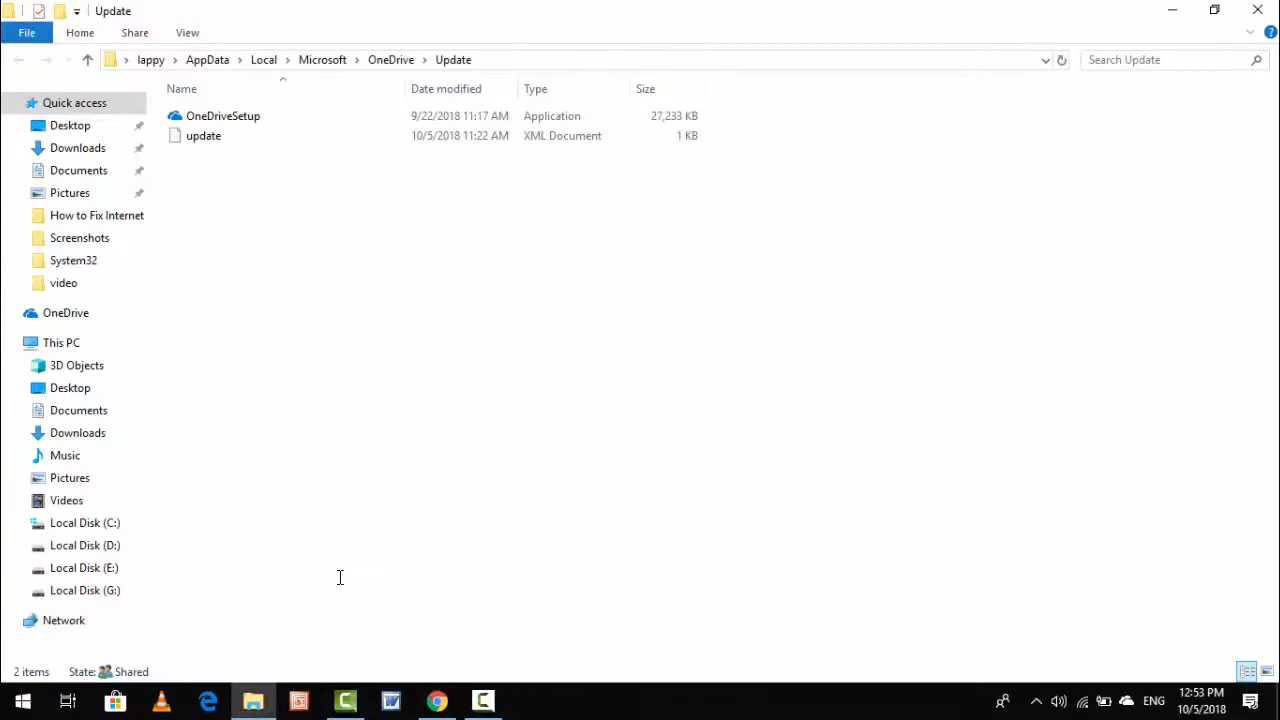 Update
File Home Share View
lappy AppData Local Microsoft OneDrive Update
Search Update
Name Date modified Type Size
OneDriveSetup 9/22/2018 11:17 AM Application 27,233 KB
update 10/5/2018 11:22 AM XML Document 1 KB
Quick access
Desktop
Downloads
Documents
Pictures
How to Fix Internet
Screenshots
System32
video
OneDrive
This PC
3D Objects
Desktop
Documents
Downloads
Music
Pictures
Videos
Local Disk (C:)
Local Disk (D:)
Local Disk (E:)
Local Disk (G:)
Network
2 items State: Shared
ENG 12:53 PM
10/5/2018